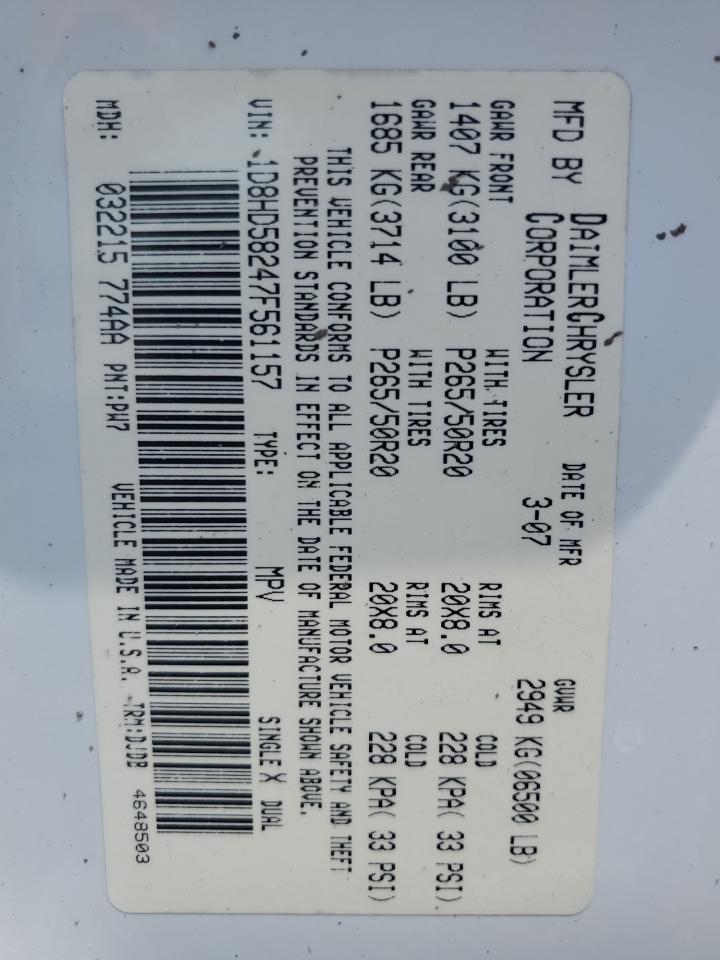 MFD BY DAIMLERCHRYSLER CORPORATION DATE OF MFR 3-07 GVWR 2949 KG(06500 LB)
GAWR FRONT WITH TIRES RIMS AT COLD
1407 KG(3100 LB) P265/50R20 20X8.0 228 KPA( 33 PSI)
GAWR REAR WITH TIRES RIMS AT COLD
1685 KG(3714 LB) P265/50R20 20X8.0 228 KPA( 33 PSI)
THIS VEHICLE CONFORMS TO ALL APPLICABLE FEDERAL MOTOR VEHICLE SAFETY AND THEFT
PREVENTION STANDARDS IN EFFECT ON THE DATE OF MANUFACTURE SHOWN ABOVE.
VIN: 1D8HD58247F561157 TYPE: MPV SINGLE X DUAL
MDH: 032215 774AA PNT:PW7 VEHICLE MADE IN U.S.A. TRM:DJDB 4648503